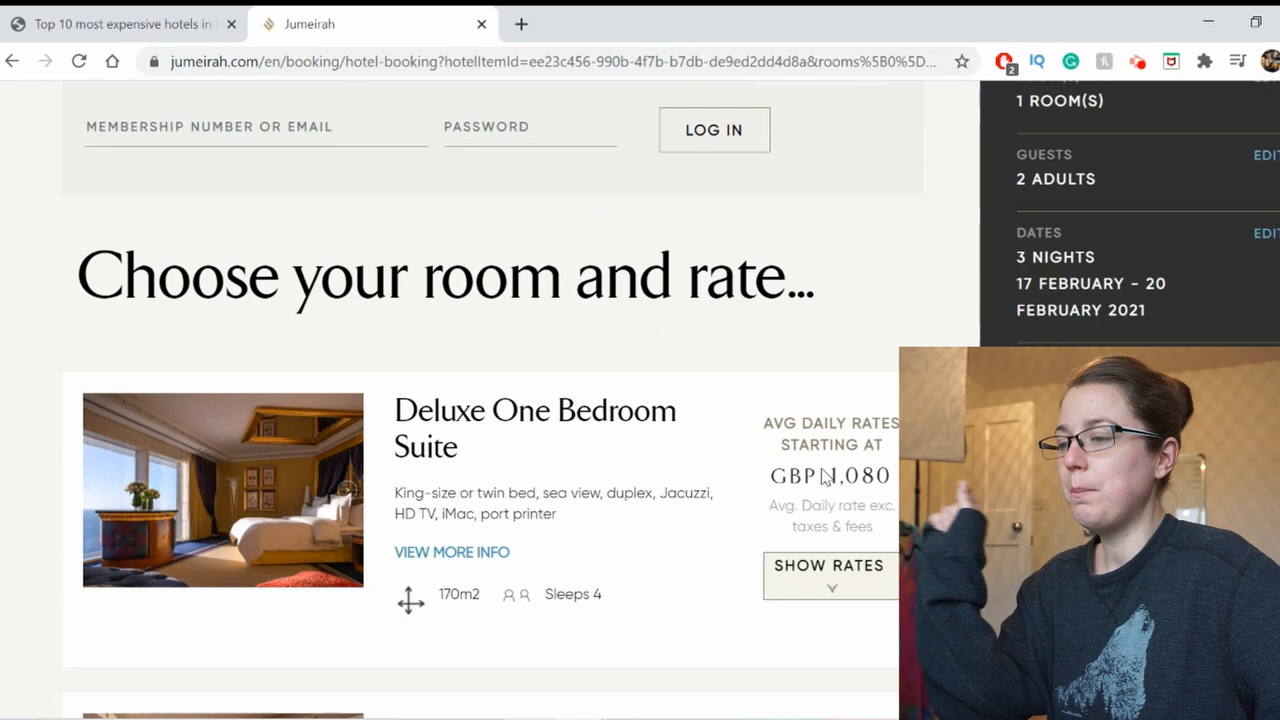 Top 10 most expensive hotels in
Jumeirah
jumeirah.com/en/booking/hotel-booking?hotelItemId=ee23c456-990b-4f7b-b7db-de9ed2dd4d8a&rooms%5B0%5D...
IQ
2
1 ROOM(S)
MEMBERSHIP NUMBER OR EMAIL
PASSWORD
LOG IN
GUESTS
EDIT
2 ADULTS
DATES
EDIT
3 NIGHTS
17 FEBRUARY - 20
FEBRUARY 2021
Choose your room and rate...
Deluxe One Bedroom
Suite
King-size or twin bed, sea view, duplex, Jacuzzi,
HD TV, iMac, port printer
VIEW MORE INFO
170m2
Sleeps 4
AVG DAILY RATES
STARTING AT
GBP 1,080
Avg. Daily rate exc.
taxes & fees
SHOW RATES